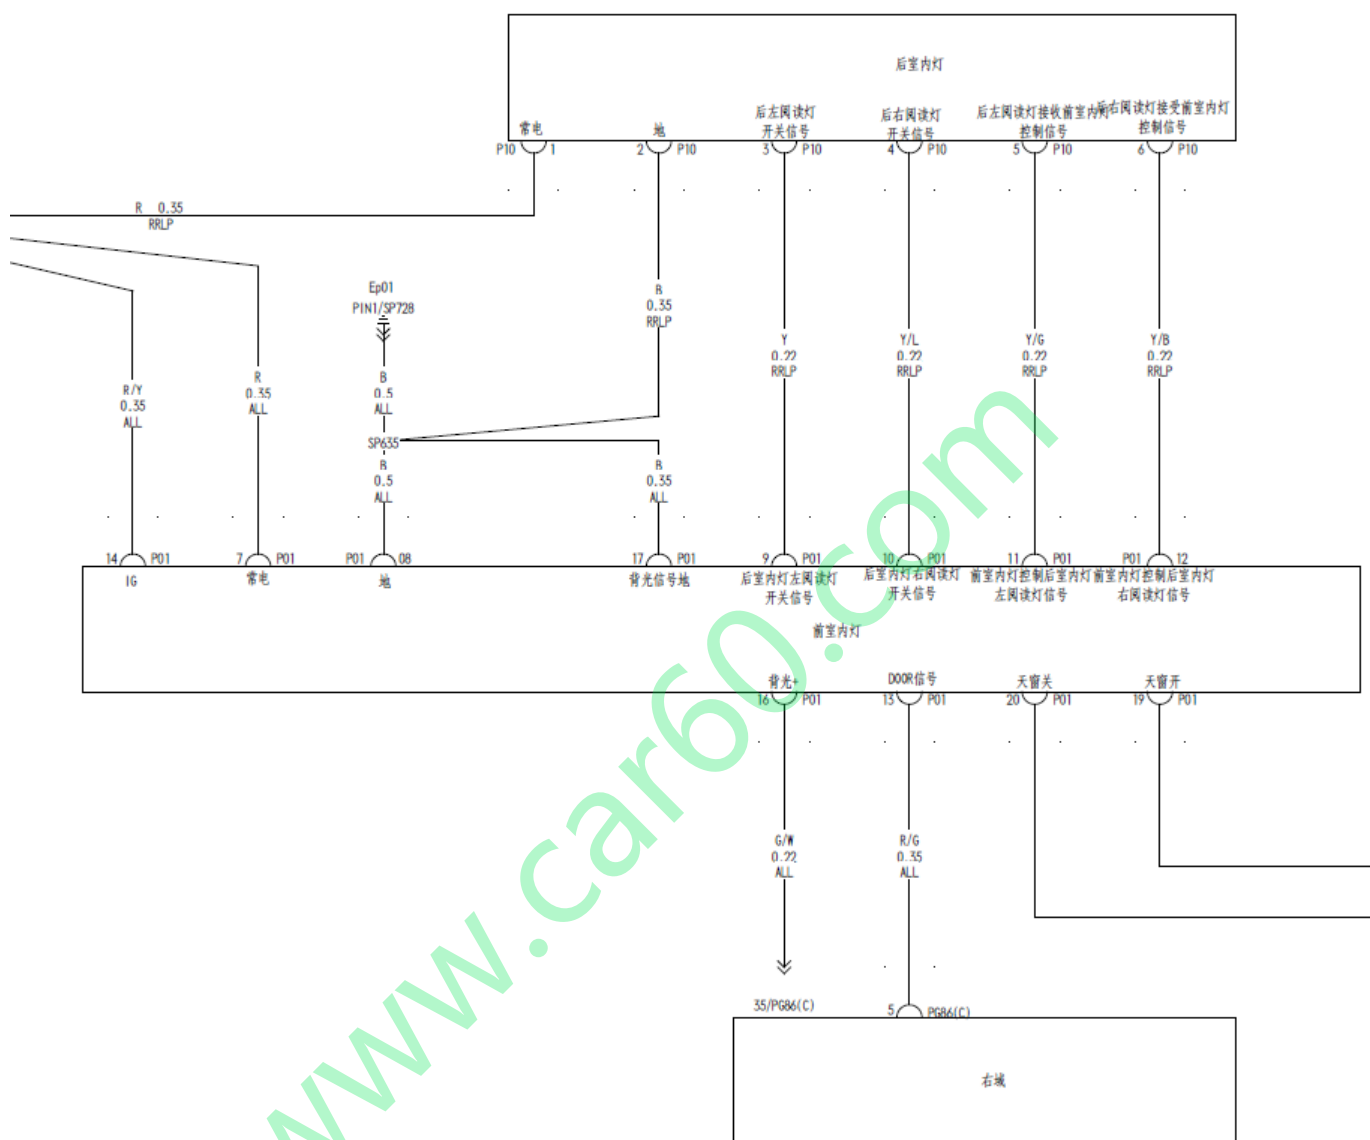 后室内灯
常电
地
后左阅读灯
开关信号
后右阅读灯
开关信号
后左阅读灯接收前室内灯
控制信号
后右阅读灯接受前室内灯
控制信号
P10 1
2 P10
3 P10
4 P10
5 P10
6 P10
R 0.35
RRLP
Ep01
PIN1/SP728
B
0.35
RRLP
Y
0.22
RRLP
Y/L
0.22
RRLP
Y/G
0.22
RRLP
Y/B
0.22
RRLP
R/Y
0.35
ALL
R
0.35
ALL
B
0.5
ALL
SP635
B
0.5
ALL
B
0.35
ALL
14 P01
7 P01
P01 08
17 P01
9 P01
10 P01
11 P01
P01 12
IG
常电
地
背光信号地
后室内灯左阅读灯
开关信号
后室内灯右阅读灯
开关信号
前室内灯控制后室内灯
左阅读灯信号
前室内灯控制后室内灯
右阅读灯信号
前室内灯
背光+
DOOR信号
天窗关
天窗开
16 P01
13 P01
20 P01
19 P01
G/W
0.22
ALL
R/G
0.35
ALL
35/PG86(C)
5 PG86(C)
右域
www.car60.com